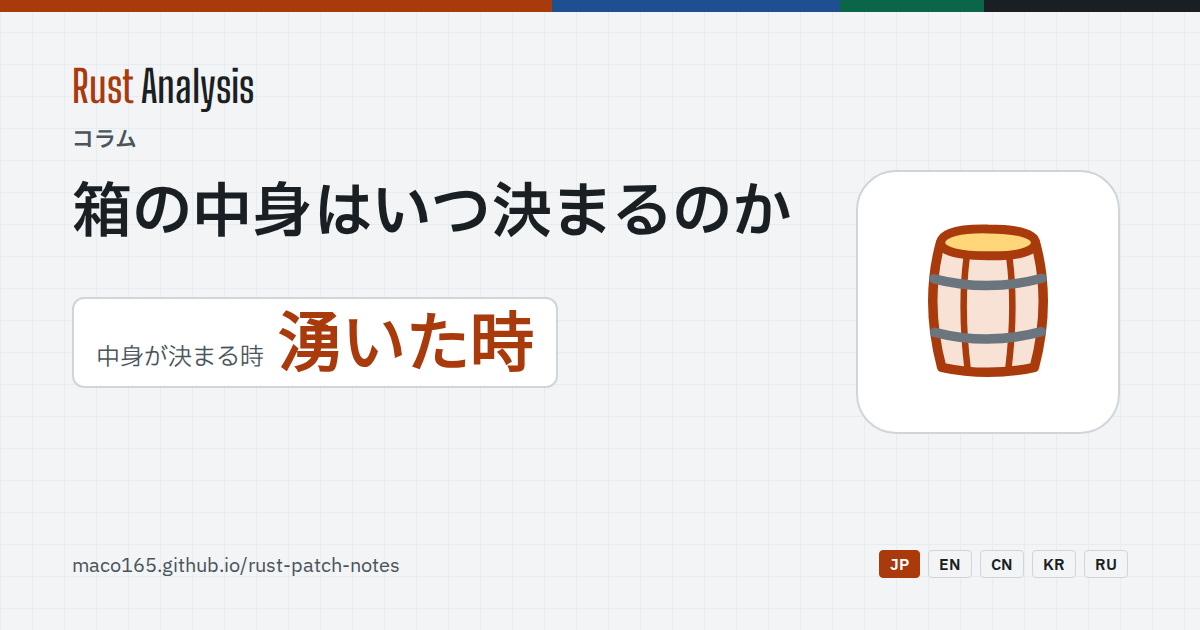 Rust Analysis
コラム
箱の中身はいつ決まるのか
中身が決まる時 湧いた時
maco165.github.io/rust-patch-notes
JP EN CN KR RU